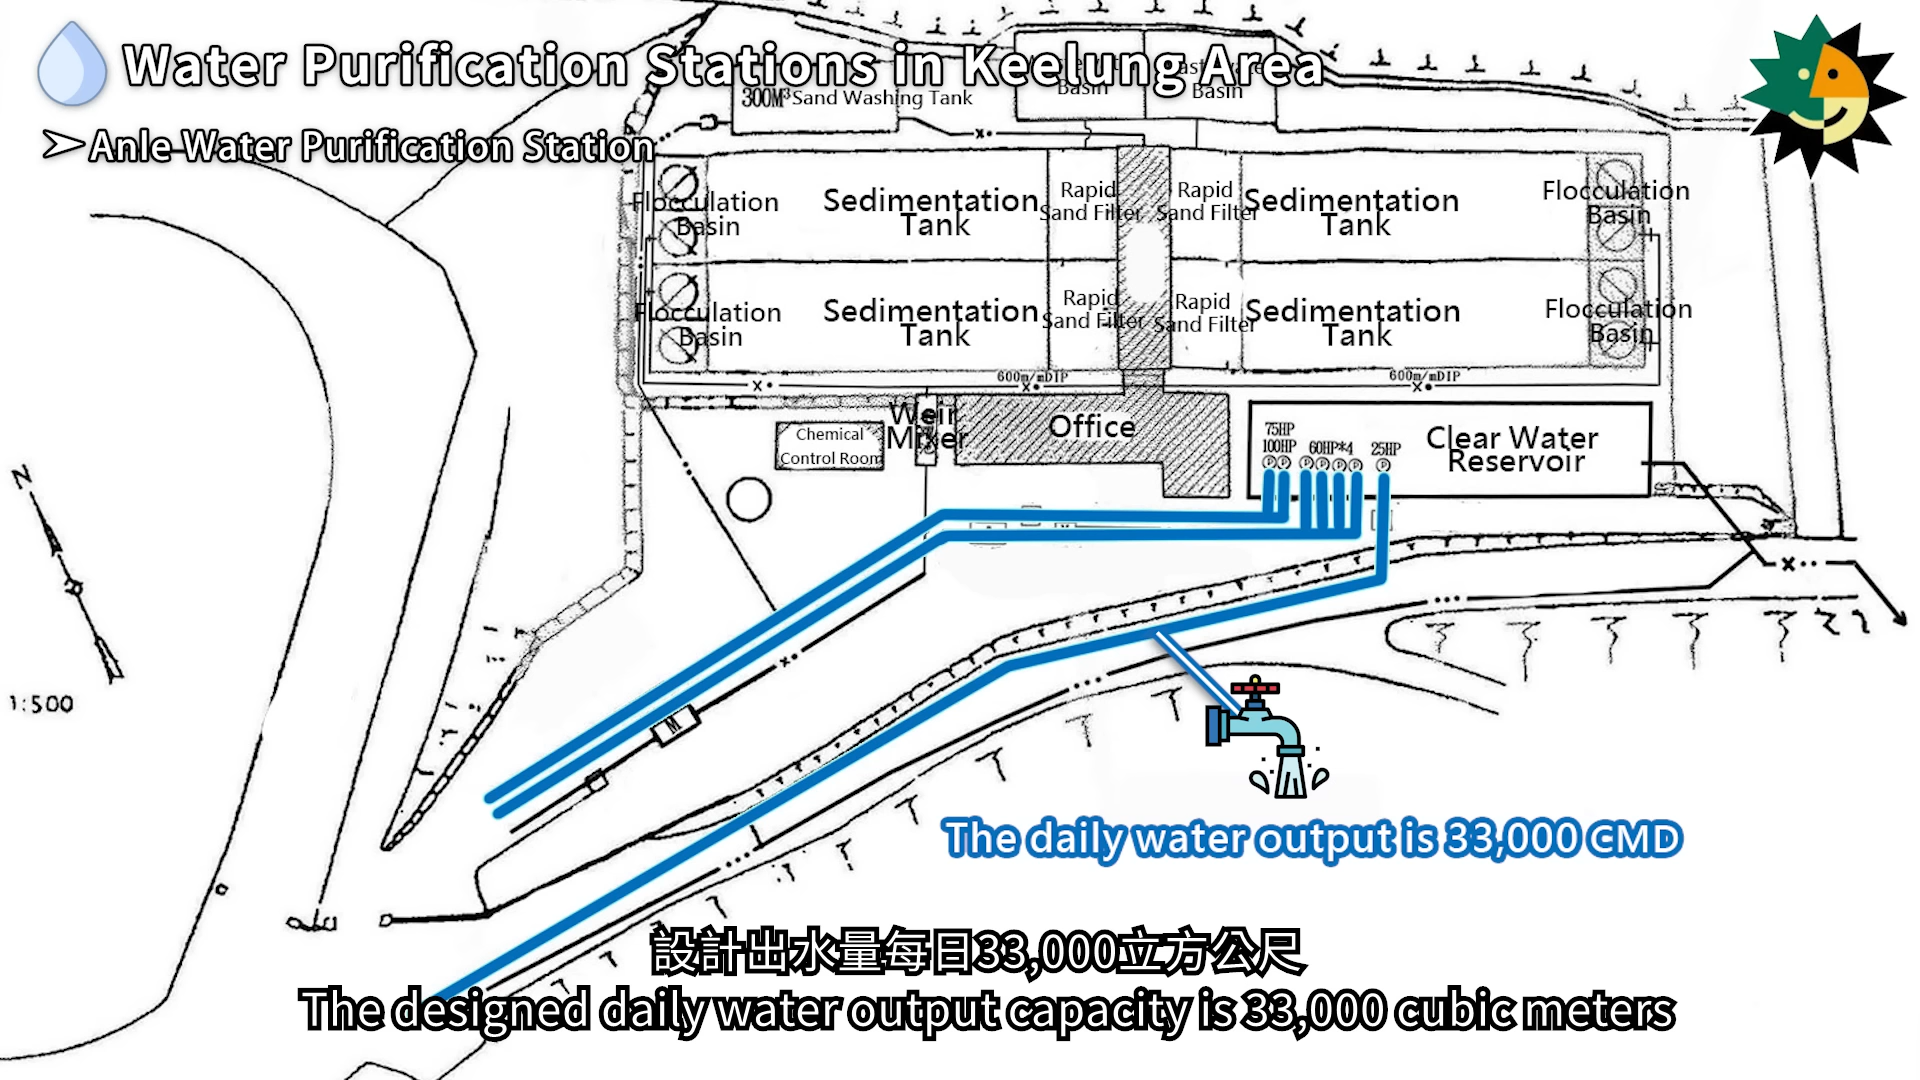 Water Purification Stations in Keelung Area
Basin
Basin
300M³ Sand Washing Tank
Anle Water Purification Station
Flocculation
Basin
Sedimentation
Tank
Rapid
Sand Filter
Rapid
Sand Filter
Sedimentation
Tank
Flocculation
Basin
Flocculation
Basin
Sedimentation
Tank
Rapid
Sand Filter
Rapid
Sand Filter
Sedimentation
Tank
Flocculation
Basin
600m/mDIP
600m/mDIP
Chemical
Control Room
Weir
Mixer
Office
75HP
100HP
60HP*4
25HP
P P P P P P P
Clear Water
Reservoir
N
1:500
M
The daily water output is 33,000 CMD
設計出水量每日33,000立方公尺
The designed daily water output capacity is 33,000 cubic meters